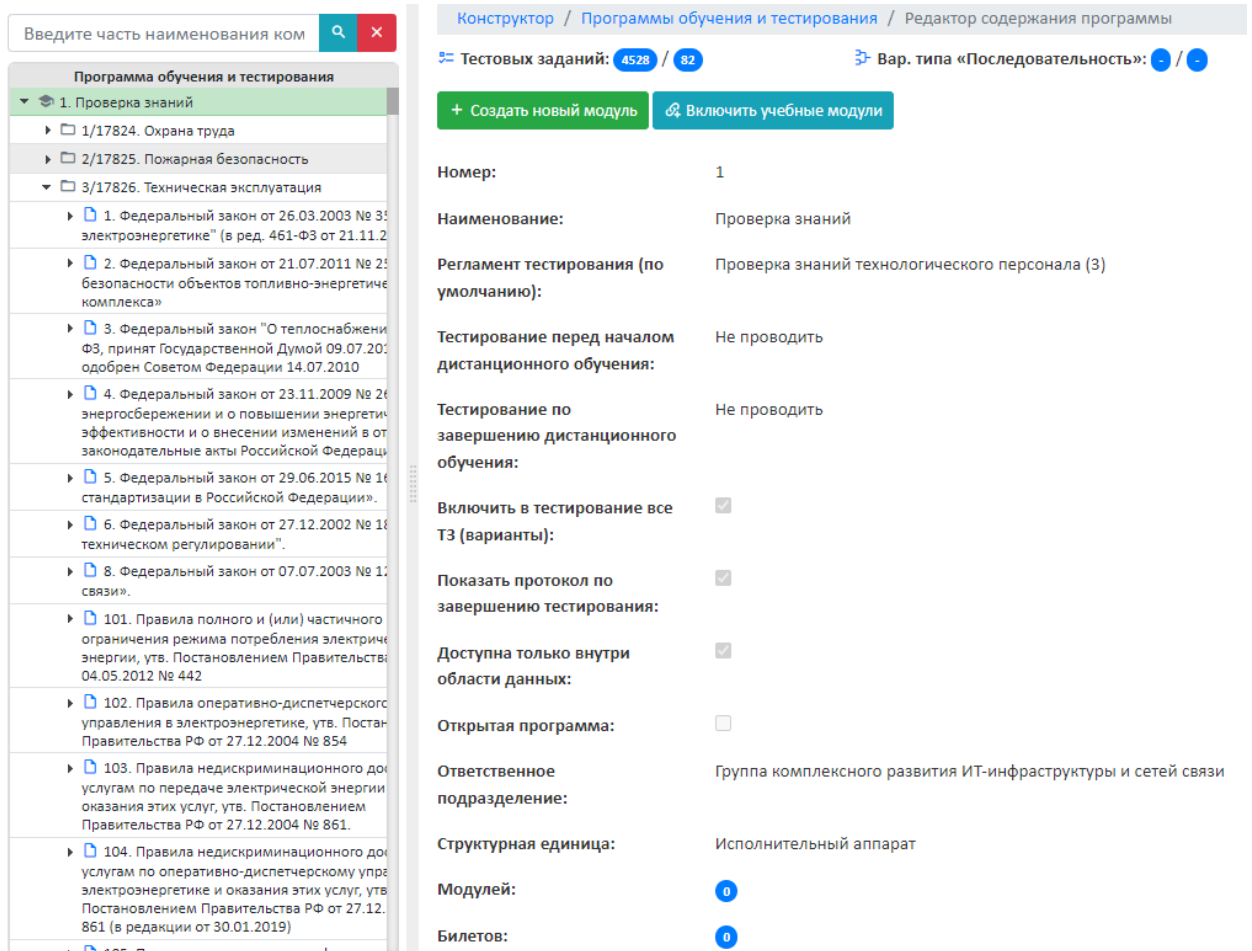 Введите часть наименования ком
Программа обучения и тестирования
1. Проверка знаний
1/17824. Охрана труда
2/17825. Пожарная безопасность
3/17826. Техническая эксплуатация
1. Федеральный закон от 26.03.2003 №
электроэнергетике" (в ред. 461-ФЗ от 21.11.2
2. Федеральный закон от 21.07.2011 №
безопасности объектов топливно-энергетиче
комплекса»
3. Федеральный закон "О теплоснабжени
ФЗ, принят Государственной Думой 09.07.201
одобрен Советом Федерации 14.07.2010
4. Федеральный закон от 23.11.2009 №
энергосбережении и о повышении энергетич
эффективности и о внесении изменений в от
законодательные акты Российской Федераци
5. Федеральный закон от 29.06.2015 №
стандартизации в Российской Федерации».
6. Федеральный закон от 27.12.2002 №
техническом регулировании".
8. Федеральный закон от 07.07.2003 №
связи».
101. Правила полного и (или) частичного
ограничения режима потребления электриче
энергии, утв. Постановлением Правительства
04.05.2012 № 442
102. Правила оперативно-диспетчерског
управления в электроэнергетике, утв. Постан
Правительства РФ от 27.12.2004 № 854
103. Правила недискриминационного дос
услугам по передаче электрической энергии
оказания этих услуг, утв. Постановлением
Правительства РФ от 27.12.2004 № 861.
104. Правила недискриминационного дос
услугам по оперативно-диспетчерскому упра
электроэнергетике и оказания этих услуг, утв
Постановлением Правительства РФ от 27.12.
861 (в редакции от 30.01.2019)
Конструктор / Программы обучения и тестирования / Редактор содержания программы
Тестовых заданий: 4528 / 82
Вар. типа «Последовательность»: - / -
+ Создать новый модуль
Включить учебные модули
Номер: 1
Наименование: Проверка знаний
Регламент тестирования (по Проверка знаний технологического персонала (3)
умолчанию):
Тестирование перед началом Не проводить
дистанционного обучения:
Тестирование по Не проводить
завершению дистанционного
обучения:
Включить в тестирование все
ТЗ (варианты):
Показать протокол по
завершению тестирования:
Доступна только внутри
области данных:
Открытая программа:
Ответственное Группа комплексного развития ИТ-инфраструктуры и сетей связи
подразделение:
Структурная единица: Исполнительный аппарат
Модулей: 0
Билетов: 0